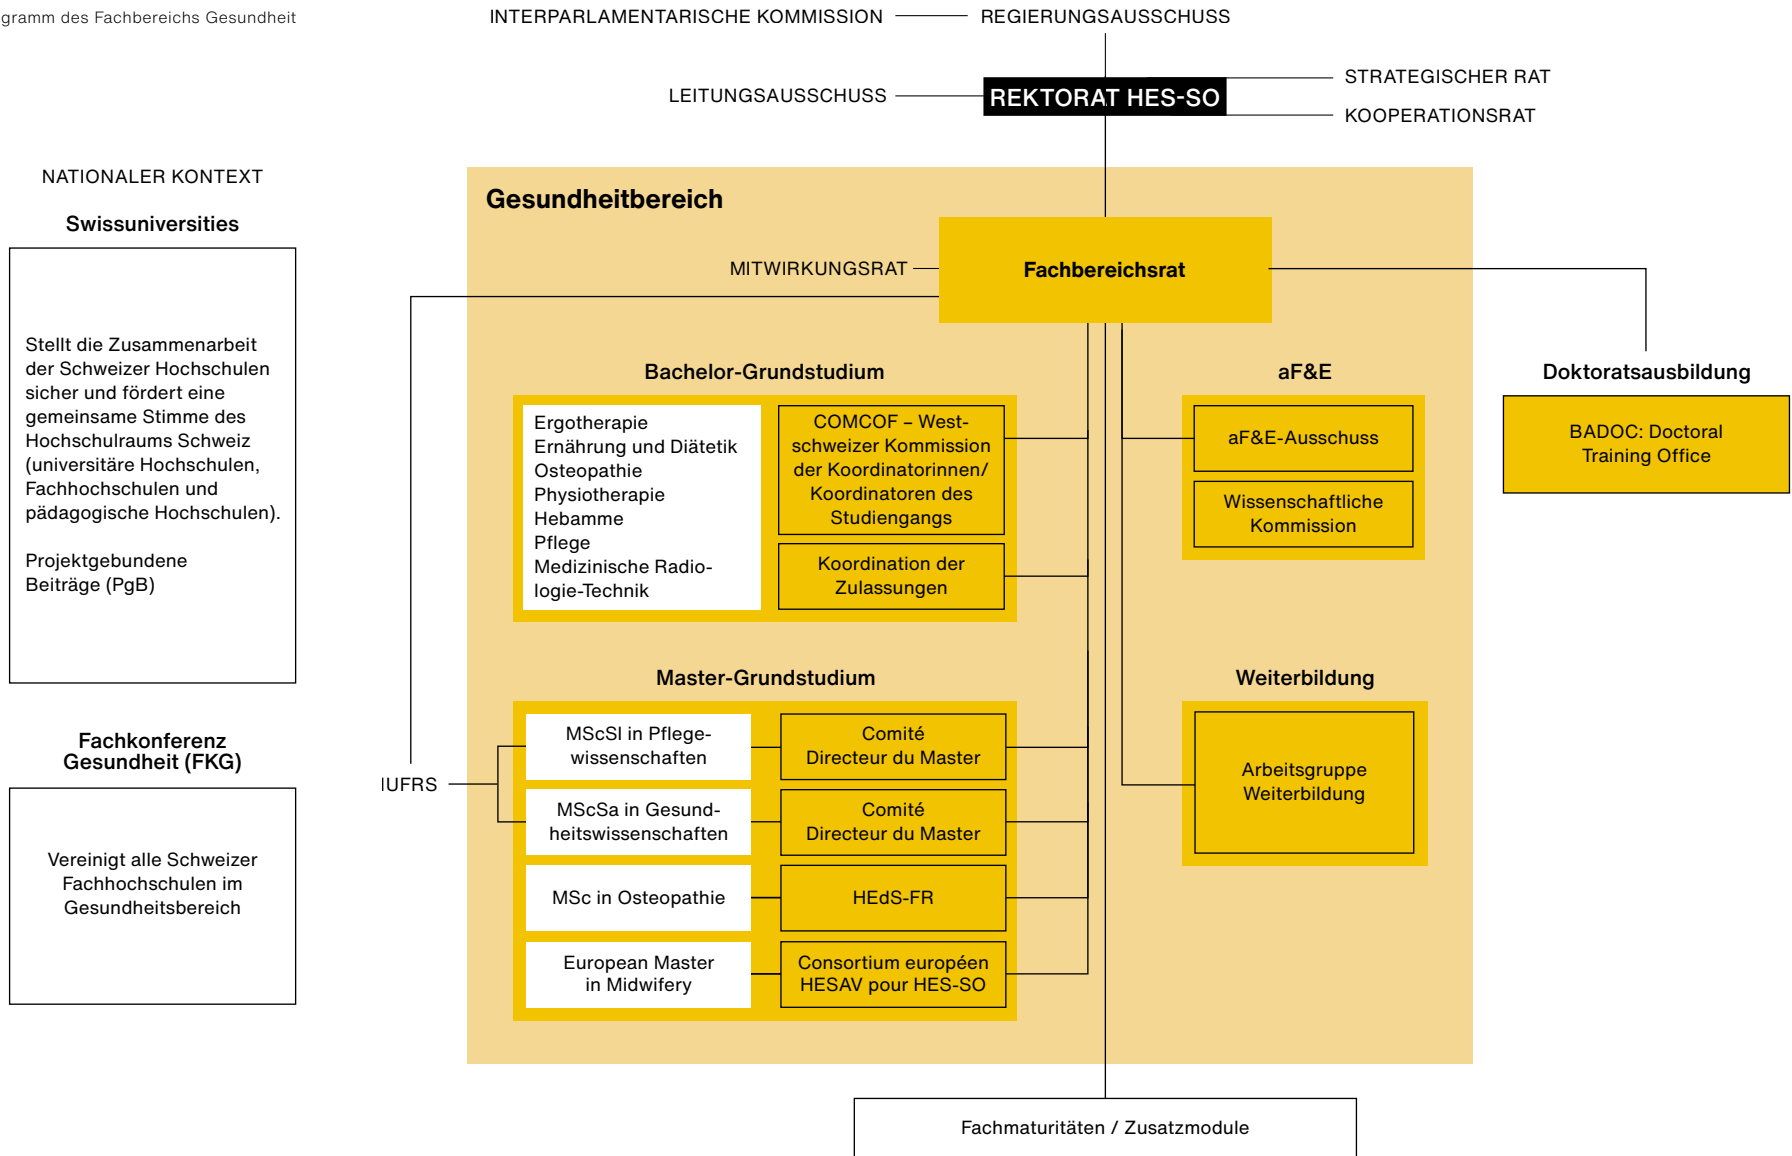 gramm des Fachbereichs Gesundheit
INTERPARLAMENTARISCHE KOMMISSION
REGIERUNGSAUSSCHUSS
LEITUNGSAUSSCHUSS
REKTORAT HES-SO
STRATEGISCHER RAT
KOOPERATIONSRAT
NATIONALER KONTEXT
Swissuniversities
Stellt die Zusammenarbeit
der Schweizer Hochschulen
sicher und fördert eine
gemeinsame Stimme des
Hochschulraums Schweiz
(universitäre Hochschulen,
Fachhochschulen und
pädagogische Hochschulen).
Projektgebundene
Beiträge (PgB)
Fachkonferenz
Gesundheit (FKG)
Vereinigt alle Schweizer
Fachhochschulen im
Gesundheitsbereich
Gesundheitbereich
MITWIRKUNGSRAT
Fachbereichsrat
Bachelor-Grundstudium
Ergotherapie
Ernährung und Diätetik
Osteopathie
Physiotherapie
Hebamme
Pflege
Medizinische Radio-
logie-Technik
COMCOF – West-
schweizer Kommission
der Koordinatorinnen/
Koordinatoren des
Studiengangs
Koordination der
Zulassungen
aF&E
aF&E-Ausschuss
Wissenschaftliche
Kommission
Doktoratsausbildung
BADOC: Doctoral
Training Office
Master-Grundstudium
IUFRS
MScSI in Pflege-
wissenschaften
Comité
Directeur du Master
MScSa in Gesund-
heitswissenschaften
Comité
Directeur du Master
MSc in Osteopathie
HEdS-FR
European Master
in Midwifery
Consortium européen
HESAV pour HES-SO
Weiterbildung
Arbeitsgruppe
Weiterbildung
Fachmaturitäten / Zusatzmodule